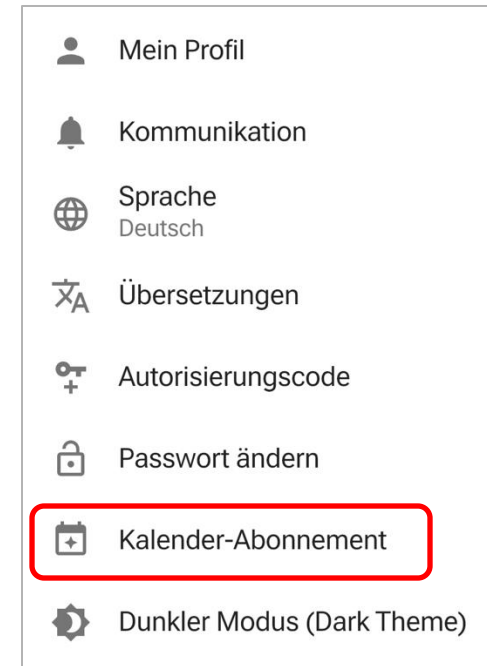 Mein Profil
Kommunikation
Sprache
Deutsch
Übersetzungen
Autorisierungscode
Passwort ändern
Kalender-Abonnement
Dunkler Modus (Dark Theme)